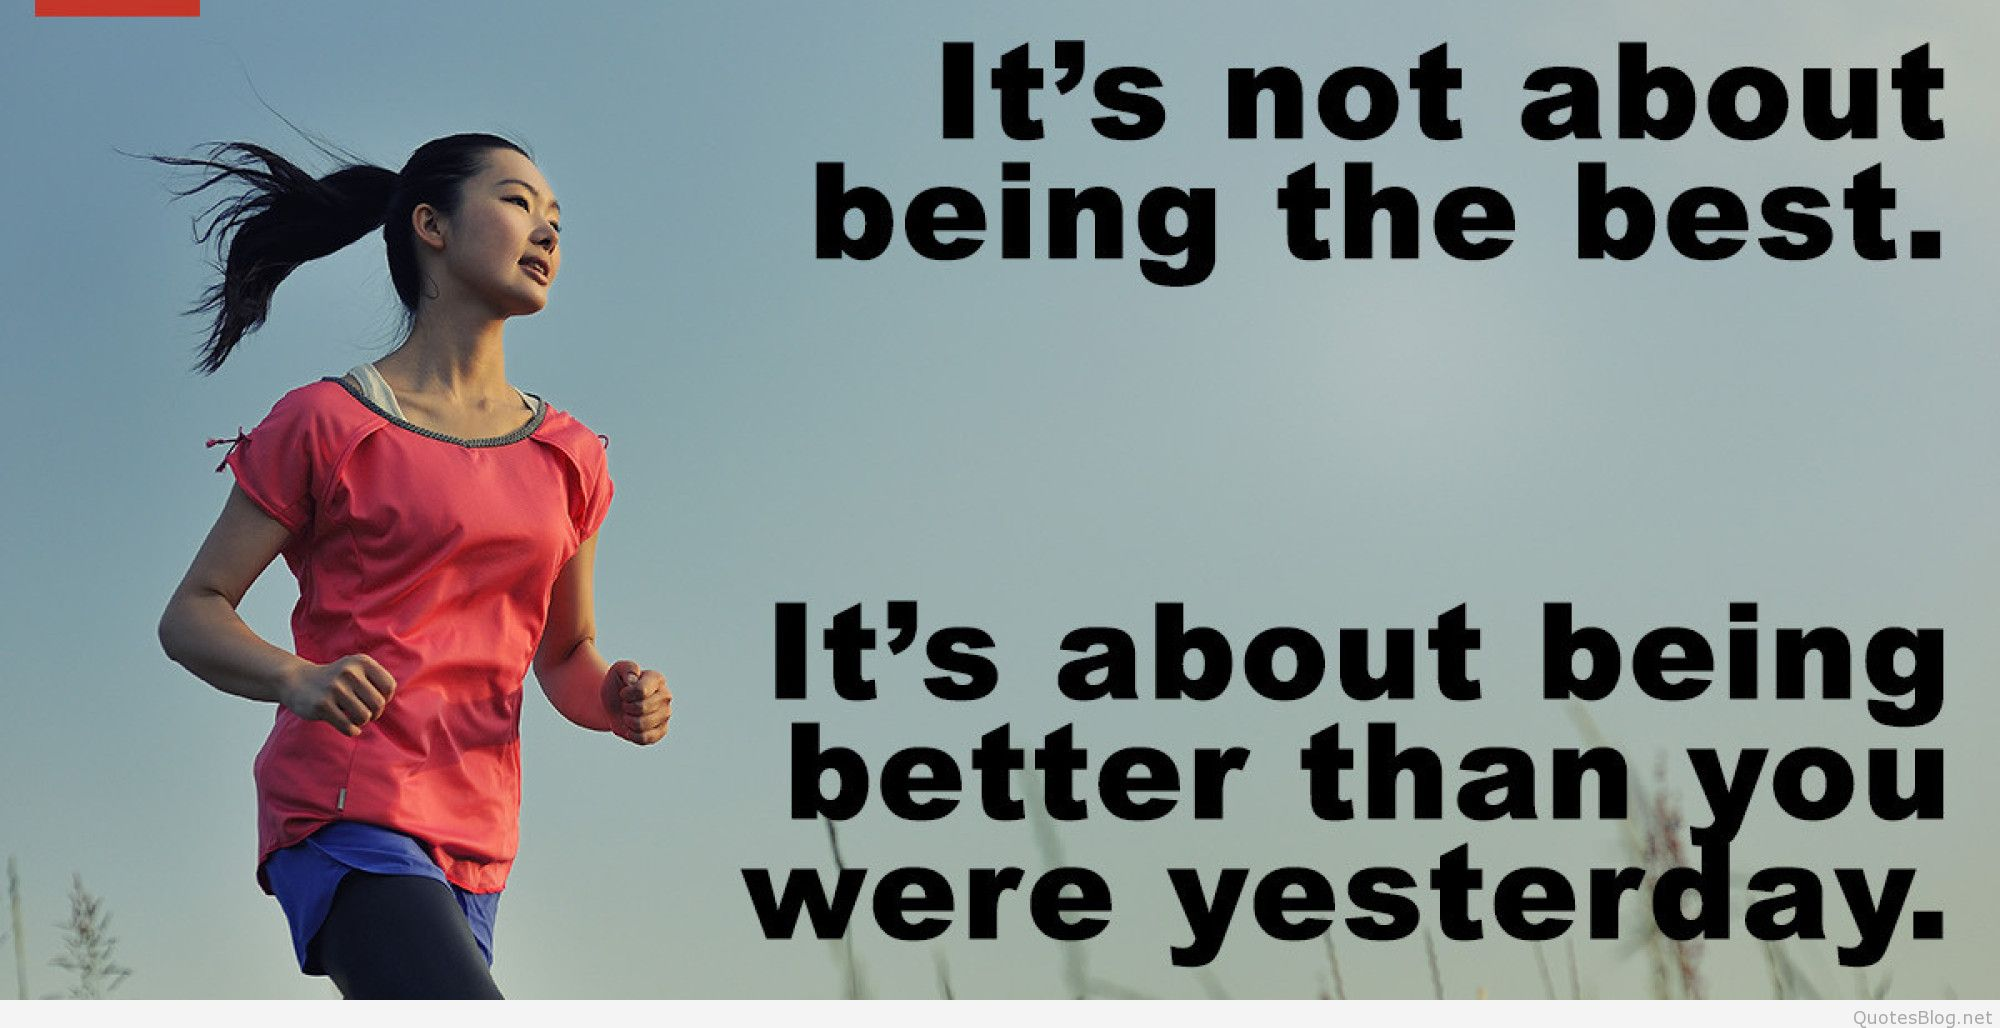 It’s not about
being the best.
It’s about being
better than you
were yesterday.
QuotesBlog.net